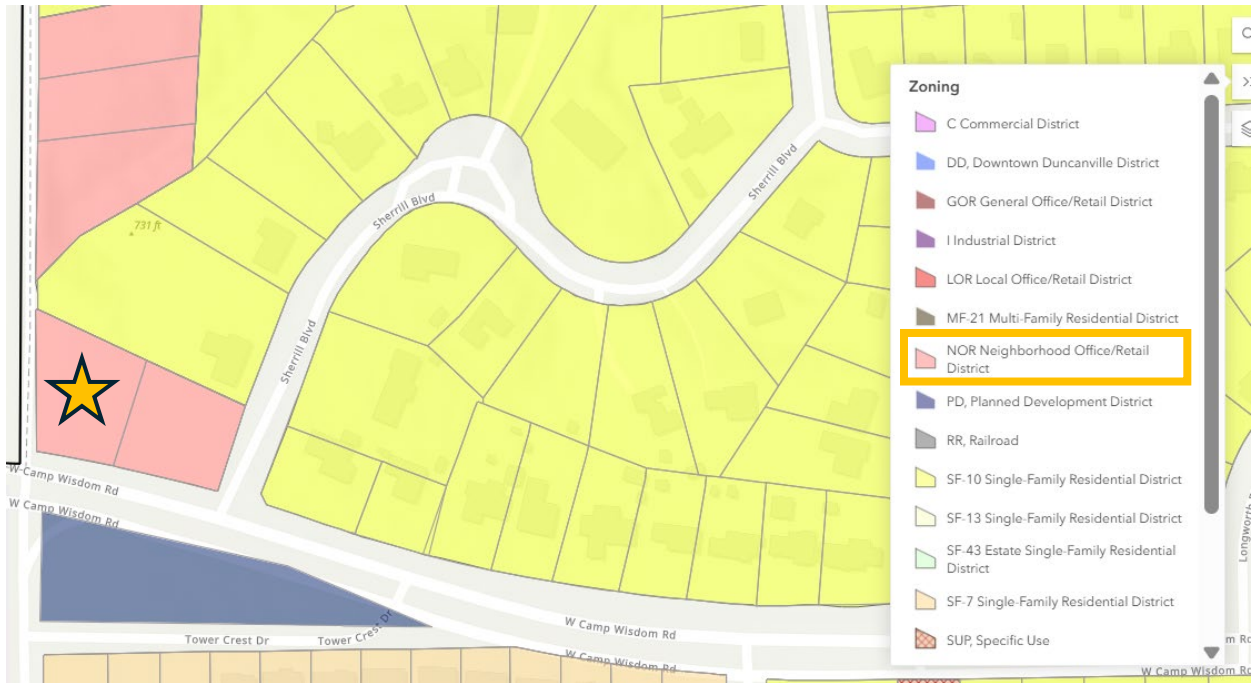 Zoning
C Commercial District
DD, Downtown Duncanville District
GOR General Office/Retail District
I Industrial District
LOR Local Office/Retail District
MF-21 Multi-Family Residential District
NOR Neighborhood Office/Retail
District
PD, Planned Development District
RR, Railroad
SF-10 Single-Family Residential District
SF-13 Single-Family Residential District
SF-43 Estate Single-Family Residential
District
SF-7 Single-Family Residential District
SUP, Specific Use
731 ft
Sherrill Blvd
Sherrill Blvd
Sherrill Blvd
W Camp Wisdom Rd
W Camp Wisdom Rd
Tower Crest Dr
Tower Crest Dr
W Camp Wisdom Rd
W Camp Wisdom Rd
W Camp Wisdom Rd